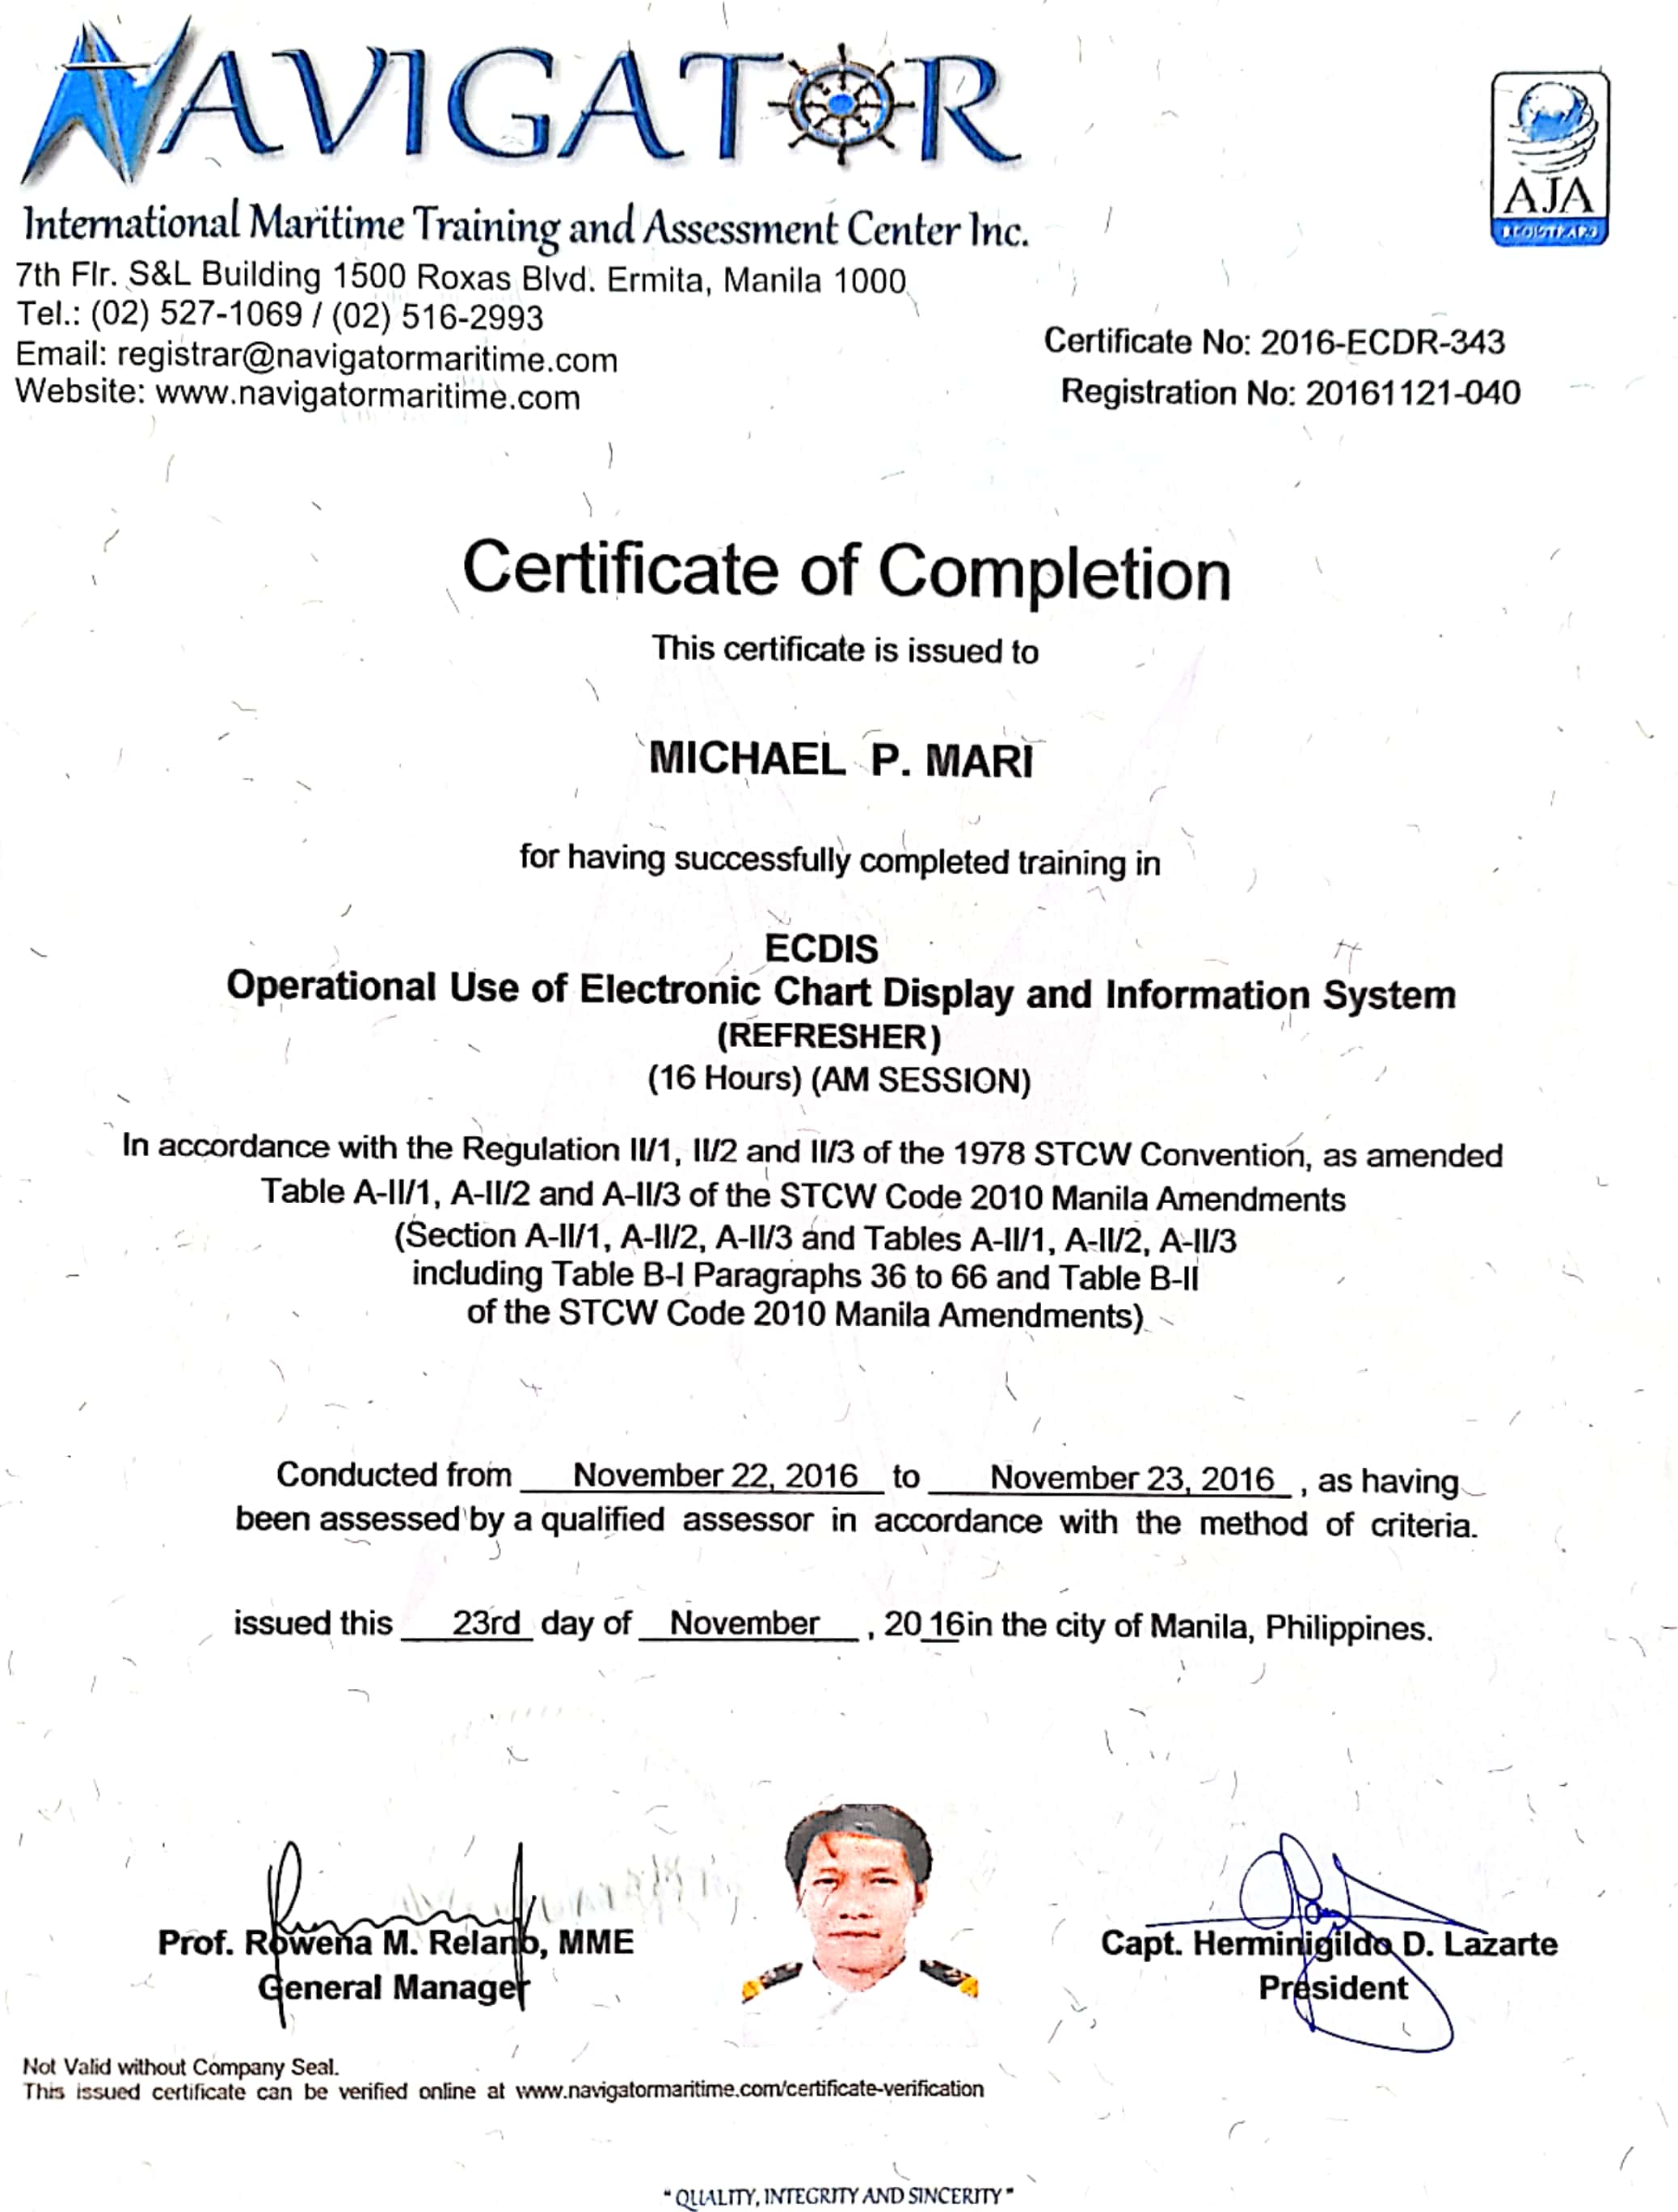 NAVIGATOR
International Maritime Training and Assessment Center Inc.
7th Flr. S&L Building 1500 Roxas Blvd. Ermita, Manila 1000
Tel.: (02) 527-1069 / (02) 516-2993
Email: registrar@navigatormaritime.com
Website: www.navigatormaritime.com
AJA
REGISTRARS
Certificate No: 2016-ECDR-343
Registration No: 20161121-040
Certificate of Completion
This certificate is issued to
MICHAEL P. MARI
for having successfully completed training in
ECDIS
Operational Use of Electronic Chart Display and Information System
(REFRESHER)
(16 Hours) (AM SESSION)
In accordance with the Regulation II/1, II/2 and II/3 of the 1978 STCW Convention, as amended
Table A-II/1, A-II/2 and A-II/3 of the STCW Code 2010 Manila Amendments
(Section A-II/1, A-II/2, A-II/3 and Tables A-II/1, A-II/2, A-II/3
including Table B-I Paragraphs 36 to 66 and Table B-II
of the STCW Code 2010 Manila Amendments)
Conducted from November 22, 2016 to November 23, 2016 , as having
been assessed by a qualified assessor in accordance with the method of criteria.
issued this 23rd day of November , 20 16in the city of Manila, Philippines.
Prof. Rowena M. Relano, MME
General Manager
Capt. Herminigildo D. Lazarte
President
Not Valid without Company Seal.
This issued certificate can be verified online at www.navigatormaritime.com/certificate-verification
" QUALITY, INTEGRITY AND SINCERITY "